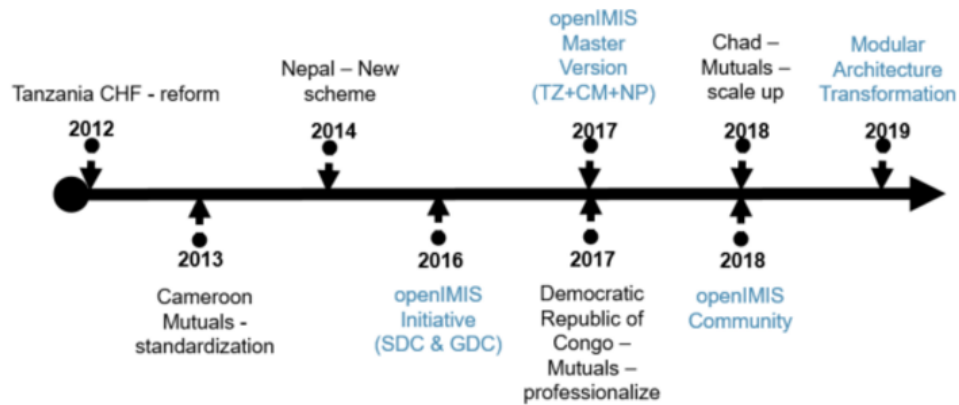 Tanzania CHF - reform
2012
Nepal – New
scheme
2014
openIMIS
Master
Version
(TZ+CM+NP)
2017
Chad –
Mutuals –
scale up
2018
Modular
Architecture
Transformation
2019
2013
Cameroon
Mutuals -
standardization
2016
openIMIS
Initiative
(SDC & GDC)
2017
Democratic
Republic of
Congo –
Mutuals –
professionalize
2018
openIMIS
Community